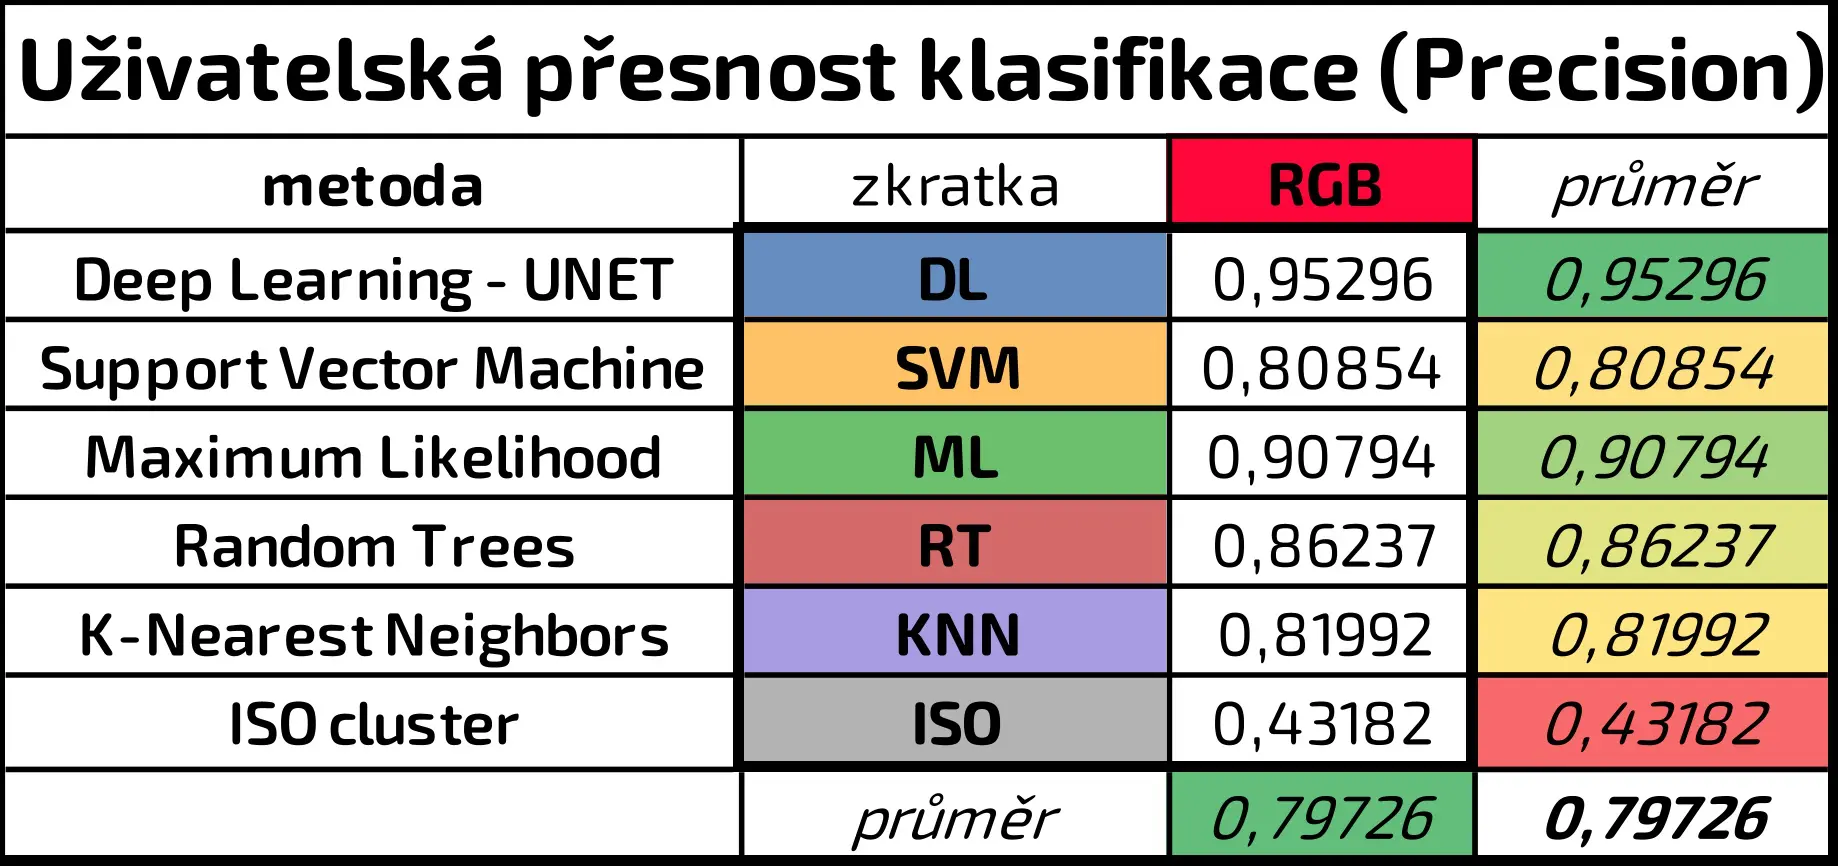 Uživatelská přesnost klasifikace (Precision)
metoda zkratka RGB průměr
Deep Learning - UNET DL 0,95296 0,95296
Support Vector Machine SVM 0,80854 0,80854
Maximum Likelihood ML 0,90794 0,90794
Random Trees RT 0,86237 0,86237
K-Nearest Neighbors KNN 0,81992 0,81992
ISO cluster ISO 0,43182 0,43182
průměr 0,79726 0,79726